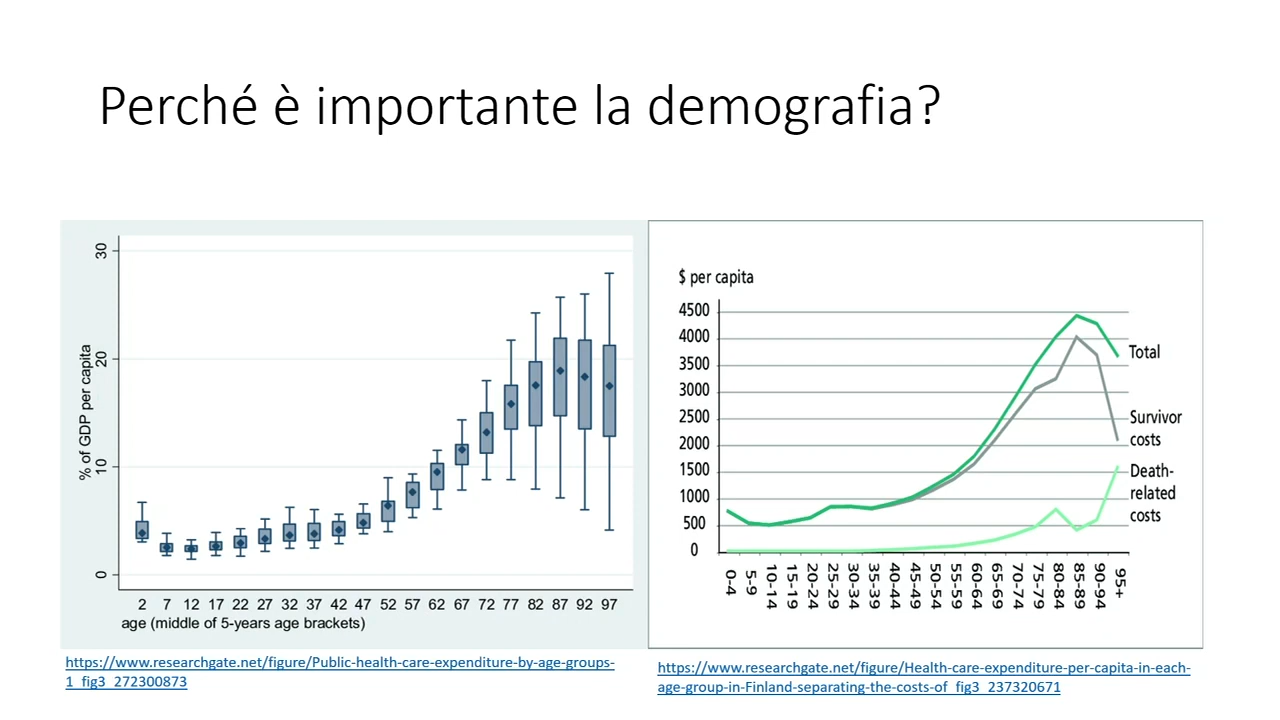 Perché è importante la demografia?
30
20
10
0
% of GDP per capita
2 7 12 17 22 27 32 37 42 47 52 57 62 67 72 77 82 87 92 97
age (middle of 5-years age brackets)
https://www.researchgate.net/figure/Public-health-care-expenditure-by-age-groups-
1_fig3_272300873
$ per capita
4500
4000
3500
3000
2500
2000
1500
1000
500
0
Total
Survivor
costs
Death-
related
costs
0-4 5-9 10-14 15-19 20-24 25-29 30-34 35-39 40-44 45-49 50-54 55-59 60-64 65-69 70-74 75-79 80-84 85-89 90-94 95+
https://www.researchgate.net/figure/Health-care-expenditure-per-capita-in-each-
age-group-in-Finland-separating-the-costs-of_fig3_237320671